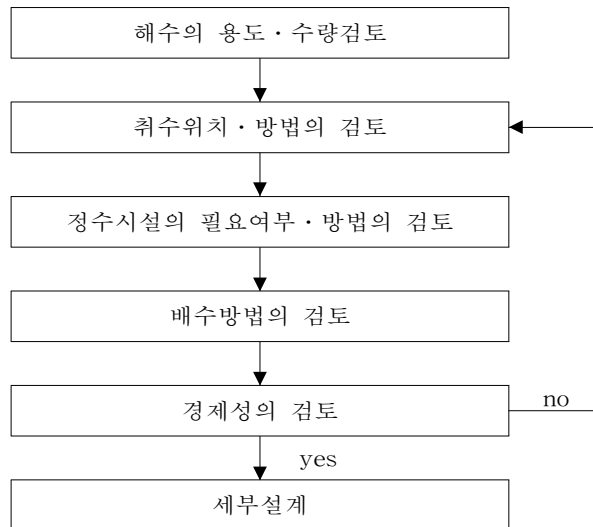 해수의 용도·수량검토
취수위치·방법의 검토
정수시설의 필요여부·방법의 검토
배수방법의 검토
경제성의 검토
no
yes
세부설계